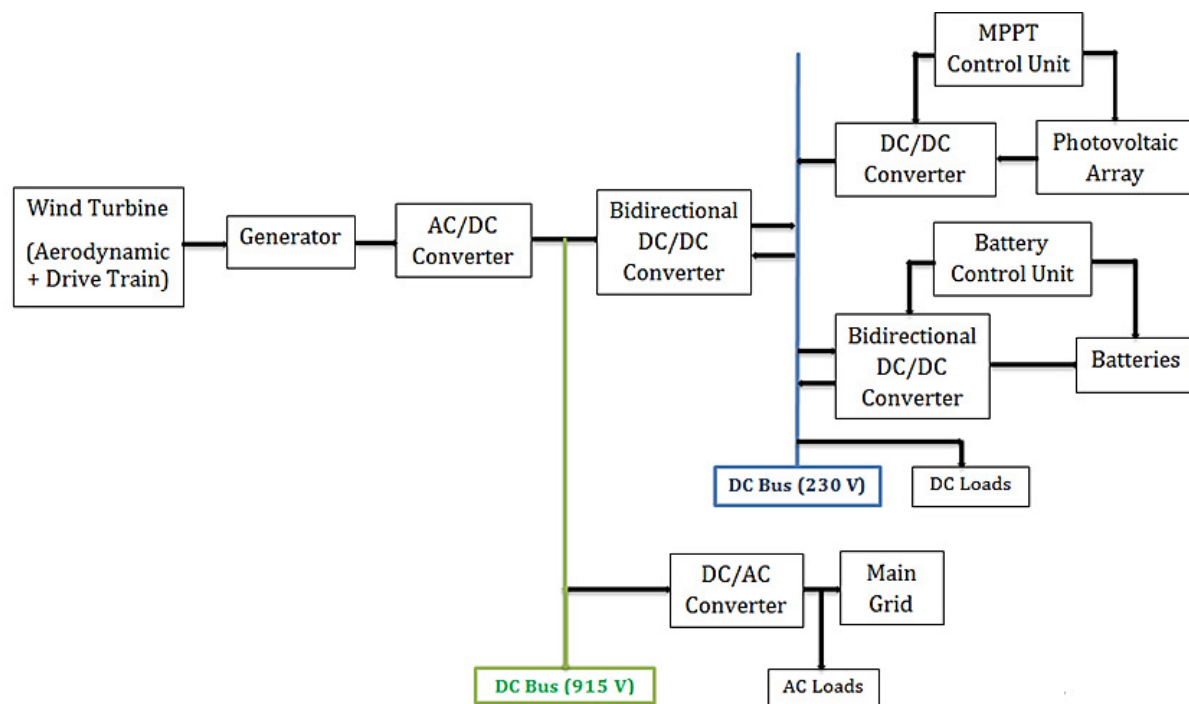 MPPT
Control Unit
DC/DC
Converter
Photovoltaic
Array
Wind Turbine
(Aerodynamic
+ Drive Train)
Generator
AC/DC
Converter
Bidirectional
DC/DC
Converter
Battery
Control Unit
Bidirectional
DC/DC
Converter
Batteries
DC Bus (230 V)
DC Loads
DC/AC
Converter
Main
Grid
DC Bus (915 V)
AC Loads